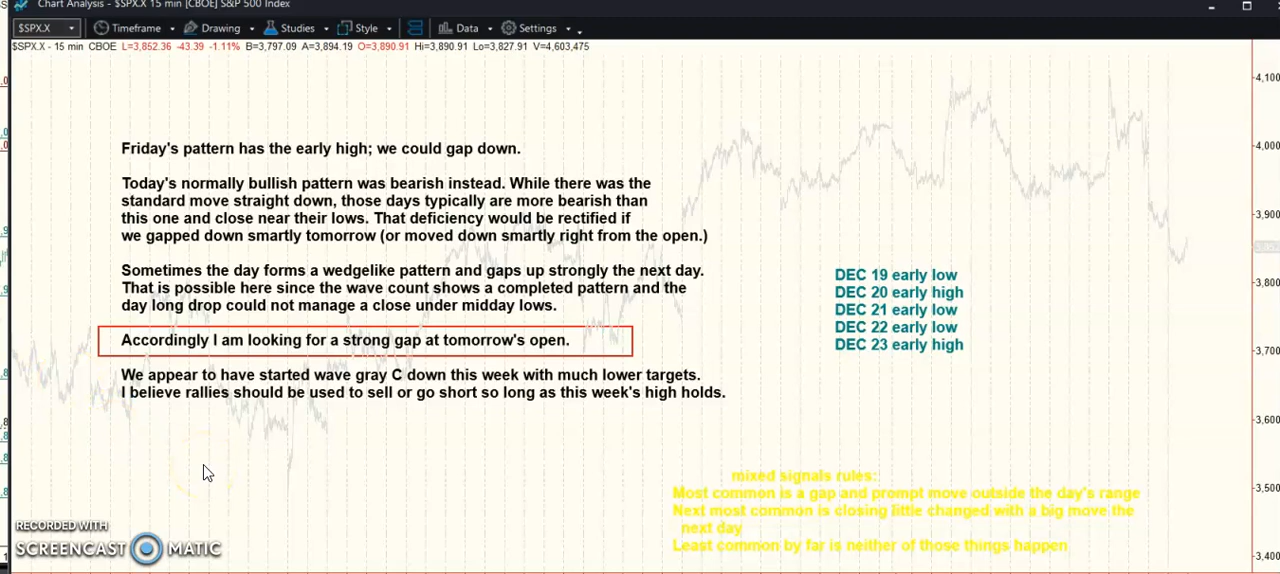 Chart Analysis - $SPX.X 15 min [CBOE] S&P 500 Index
$SPX.X Timeframe Drawing Studies Style Data Settings
$SPX.X - 15 min CBOE L=3,852.36 -43.39 -1.11% B=3,797.09 A=3,894.19 O=3,890.91 Hi=3,890.91 Lo=3,827.91 V=4,603,475
4,100
Friday's pattern has the early high; we could gap down.
4,000
Today's normally bullish pattern was bearish instead. While there was the
standard move straight down, those days typically are more bearish than
this one and close near their lows. That deficiency would be rectified if
3,900
we gapped down smartly tomorrow (or moved down smartly right from the open.)
Sometimes the day forms a wedgelike pattern and gaps up strongly the next day.
That is possible here since the wave count shows a completed pattern and the
day long drop could not manage a close under midday lows.
3,800
Accordingly I am looking for a strong gap at tomorrow's open.
3,700
We appear to have started wave gray C down this week with much lower targets.
I believe rallies should be used to sell or go short so long as this week's high holds.
DEC 19 early low
DEC 20 early high
DEC 21 early low
DEC 22 early low
DEC 23 early high
3,600
mixed signals rules:
3,500
Most common is a gap and prompt move outside the day's range
Next most common is closing little changed with a big move the
next day
Least common by far is neither of those things happen
3,400
RECORDED WITH
SCREENCAST MATIC